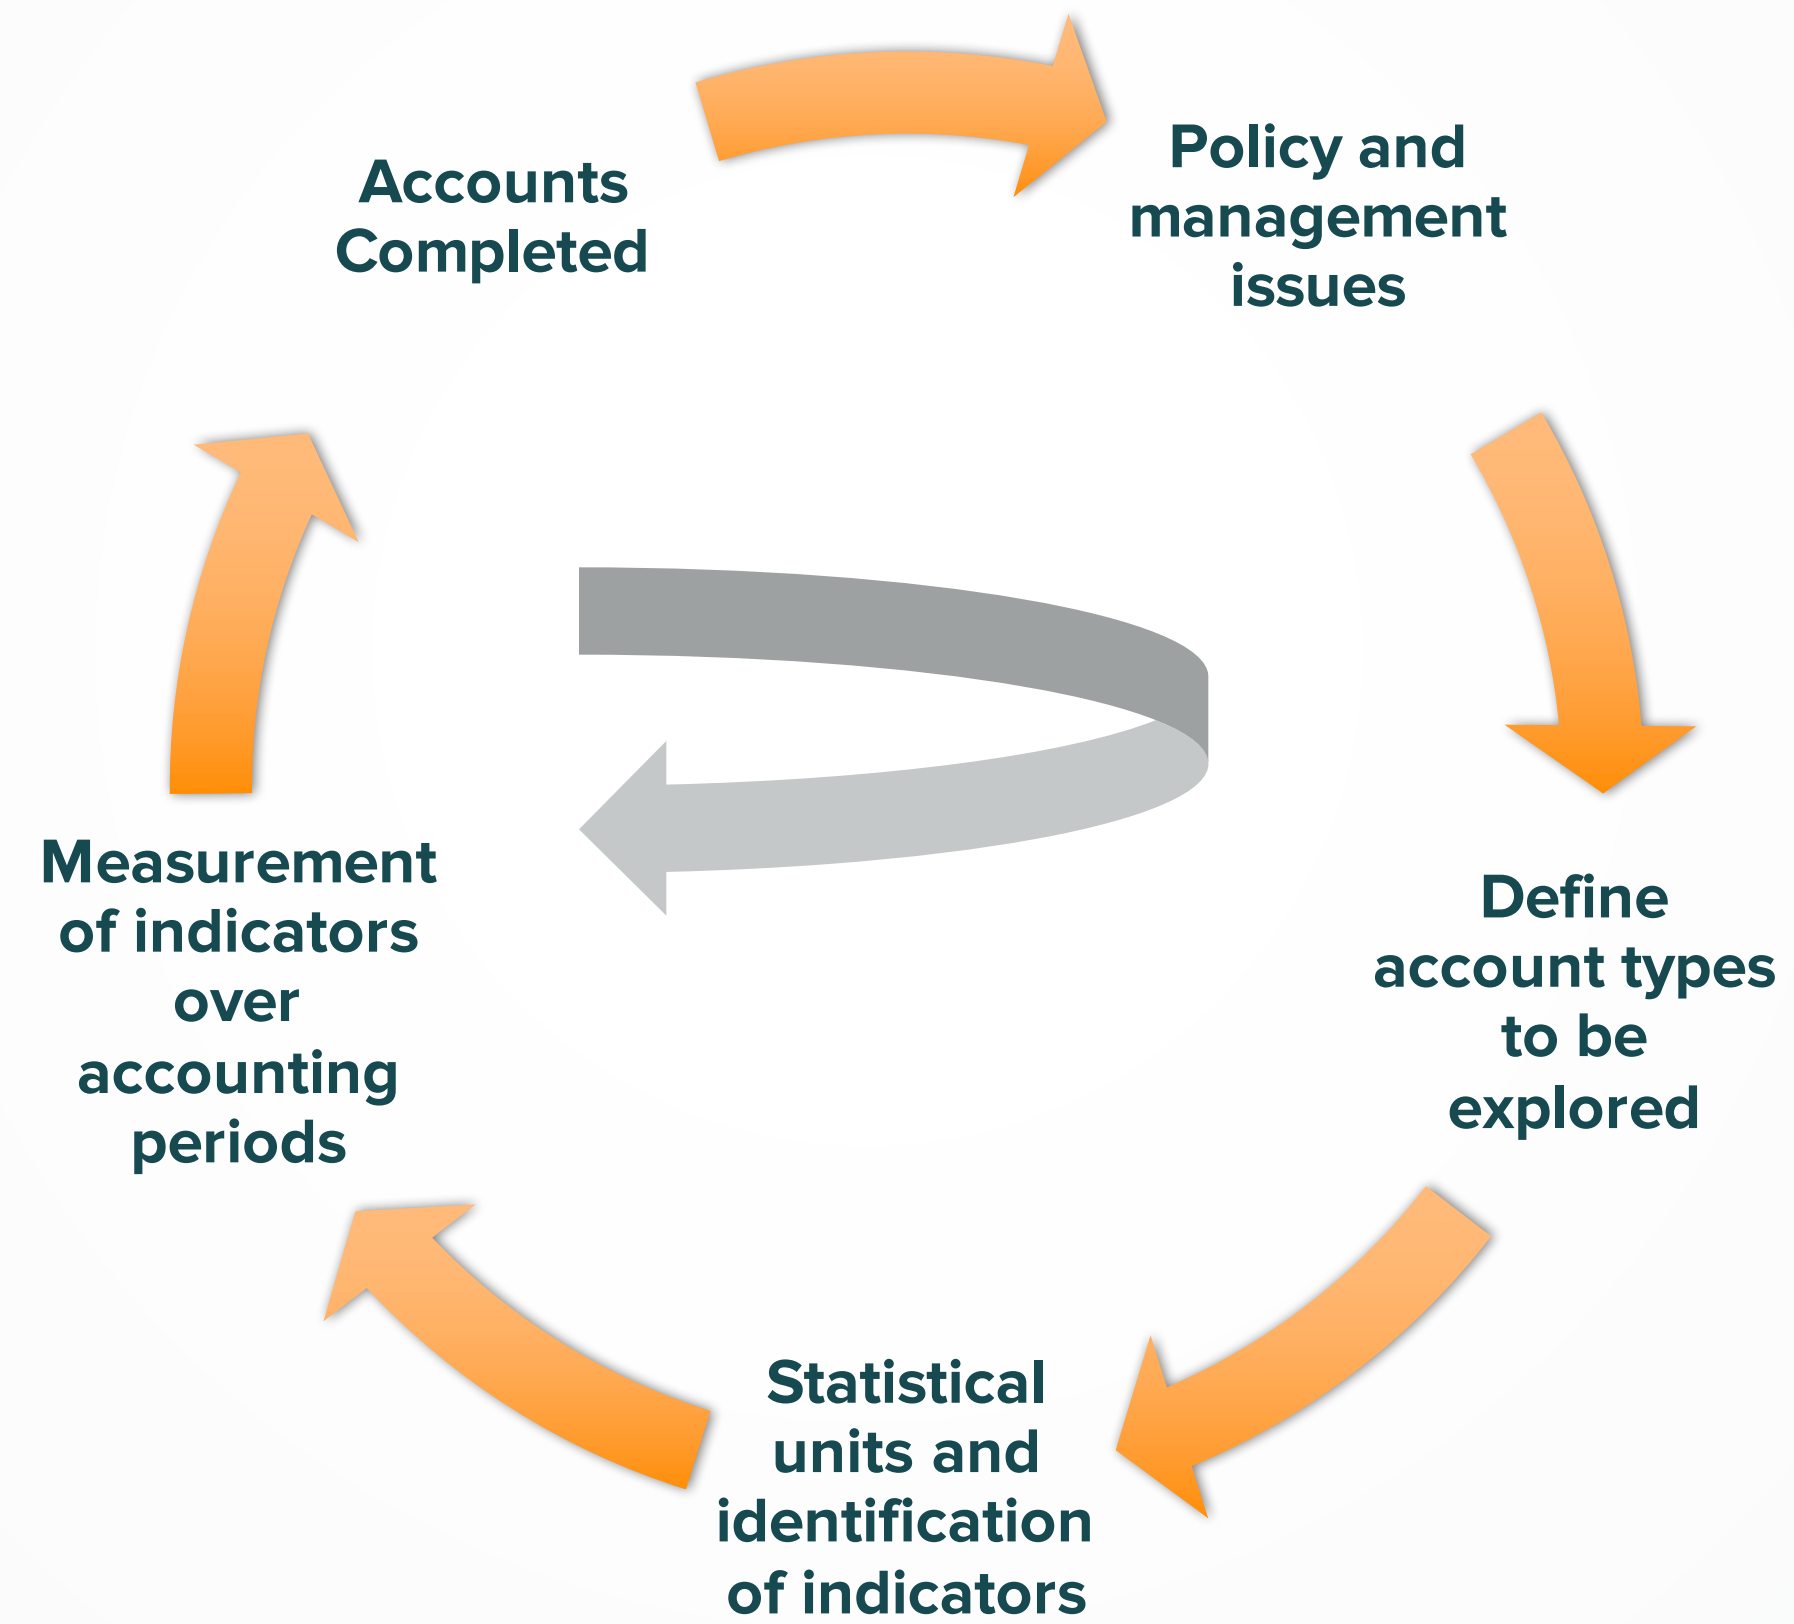 Accounts
Completed
Policy and
management
issues
Define
account types
to be
explored
Statistical
units and
identification
of indicators
Measurement
of indicators
over
accounting
periods